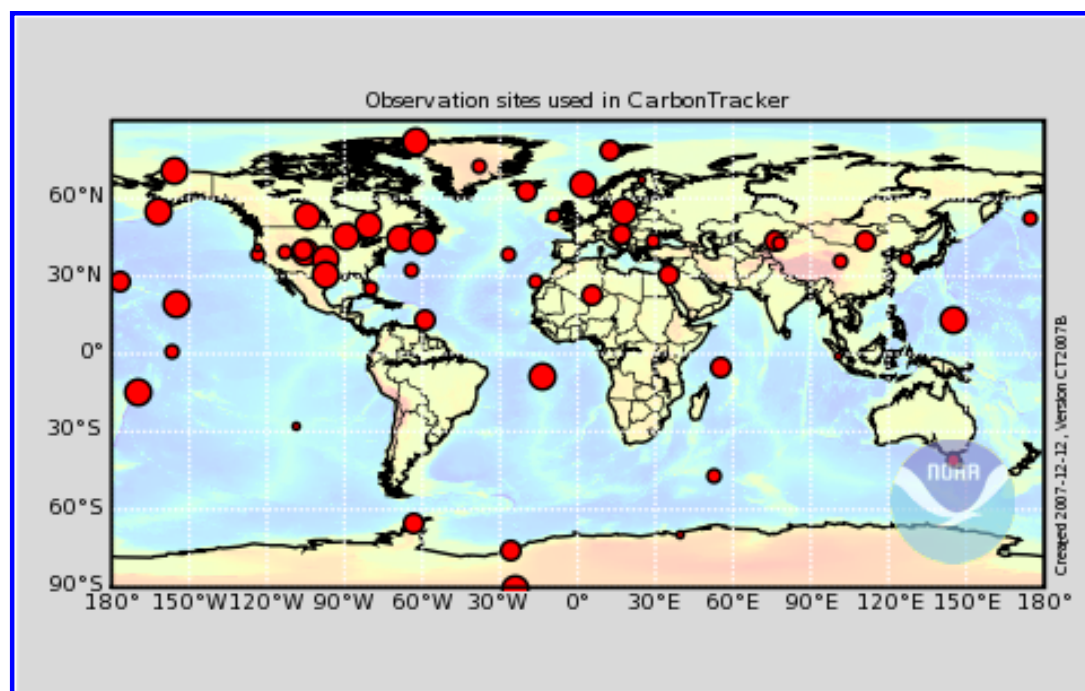 Observation sites used in CarbonTracker
60°N
30°N
0°
30°S
60°S
90°S
180° 150°W 120°W 90°W 60°W 30°W 0° 30°E 60°E 90°E 120°E 150°E 180°
NOAA
Created 2007-12-12, Version CT2007B